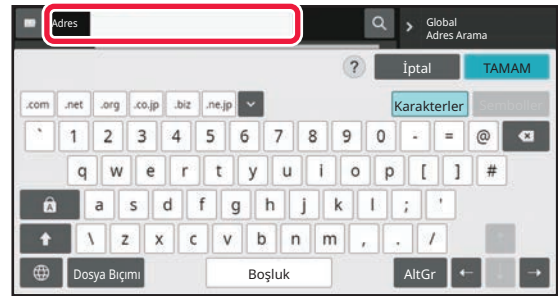 Adres
Global
Adres Arama
? İptal TAMAM
.com .net .org .co.jp .biz .ne.jp Karakterler Semboller
` 1 2 3 4 5 6 7 8 9 0 - = @
q w e r t y u i o p [ ] #
a s d f g h j k l ; '
\ z x c v b n m , . /
Dosya Bıçımı Boşluk AltGr ← ↓ →